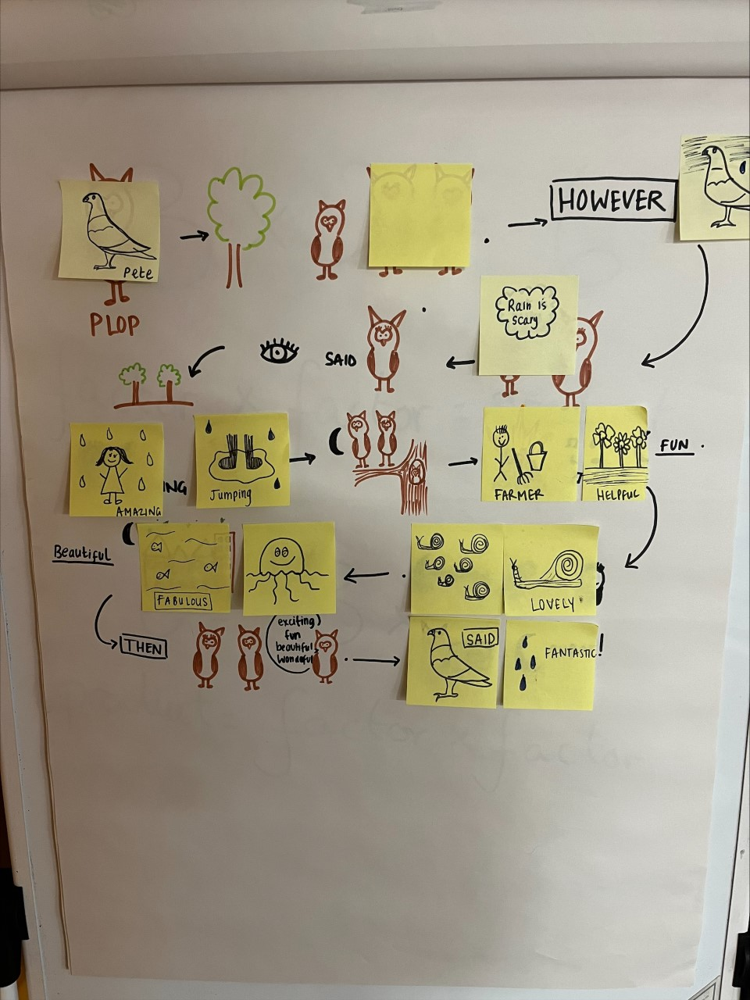 Pete
HOWEVER
PLOP
Rain is
scary
SAID
AMAZING
NG
Jumping
FARMER
HELPFUL
FUN .
Beautiful
FABULOUS
LOVELY
THEN
exciting
fun
beautiful
Wonderful
SAID
FANTASTIC!